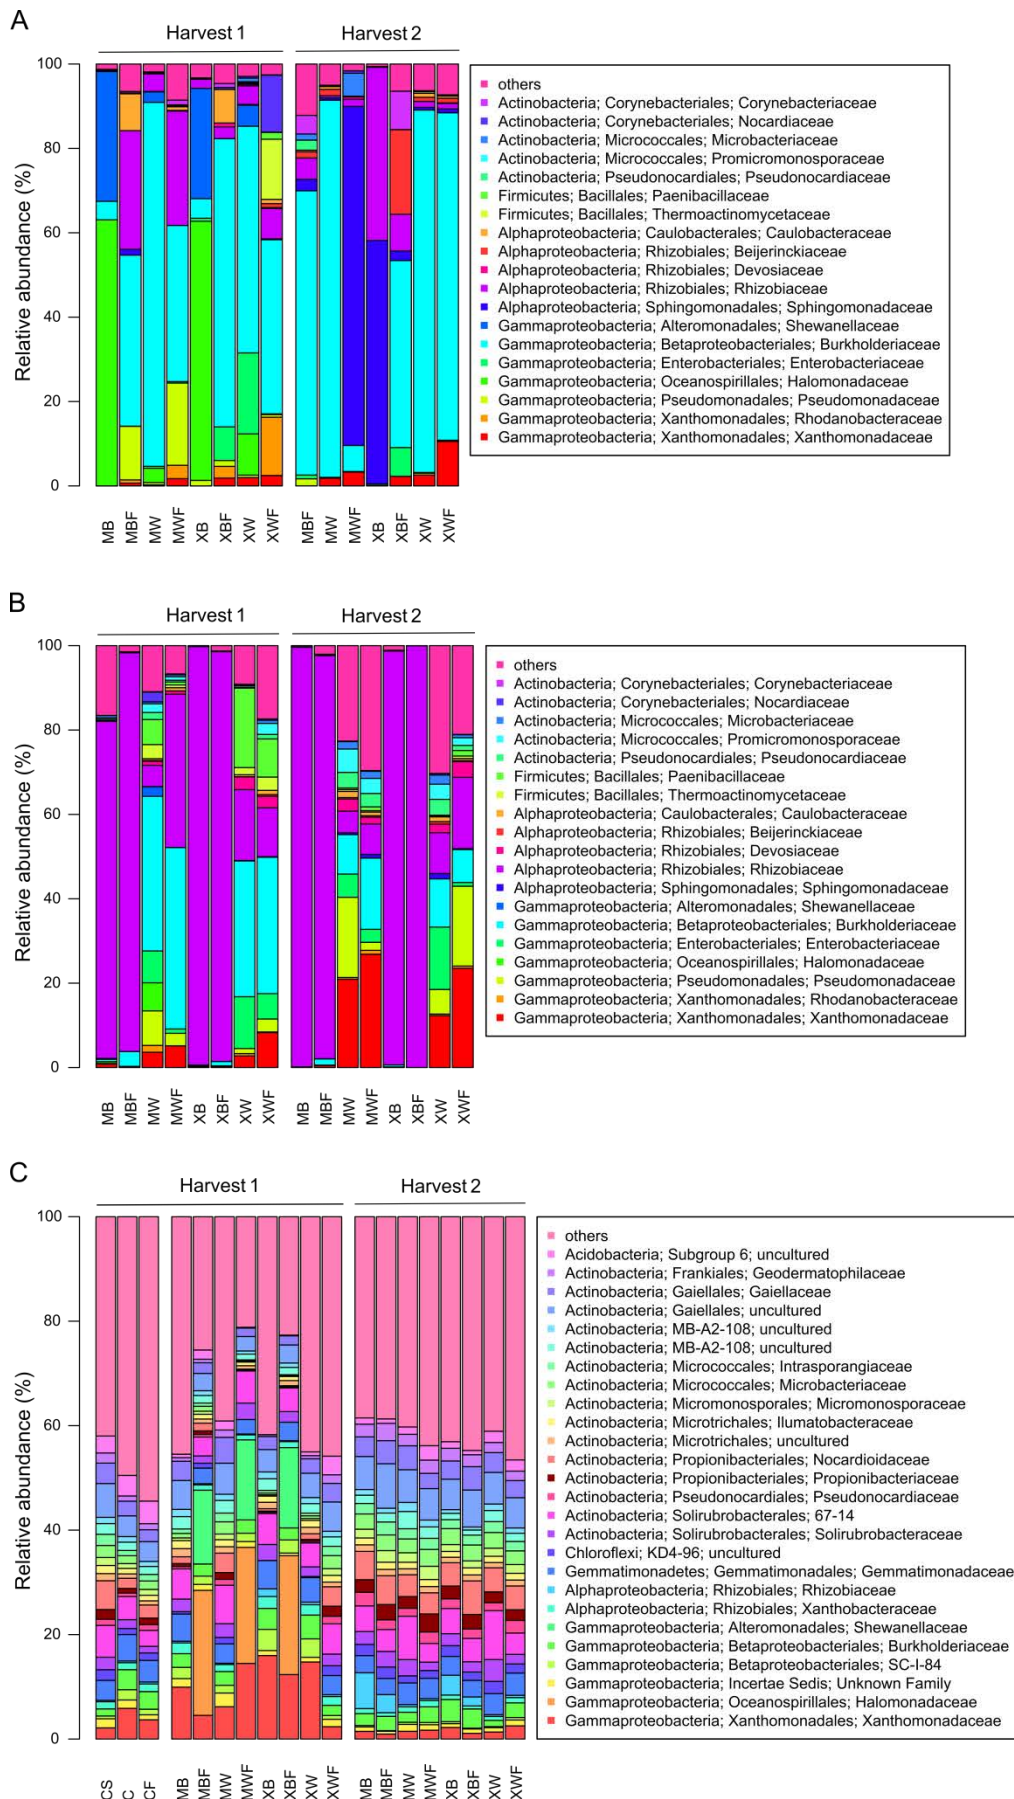 A
Harvest 1
Harvest 2
Relative abundance (%)
100
80
60
40
20
0
MB
MBF
MW
MWF
XB
XBF
XW
XWF
MBF
MW
MWF
XB
XBF
XW
XWF
others
Actinobacteria; Corynebacteriales; Corynebacteriaceae
Actinobacteria; Corynebacteriales; Nocardiaceae
Actinobacteria; Micrococcales; Microbacteriaceae
Actinobacteria; Micrococcales; Promicromonosporaceae
Actinobacteria; Pseudonocardiales; Pseudonocardiaceae
Firmicutes; Bacillales; Paenibacillaceae
Firmicutes; Bacillales; Thermoactinomycetaceae
Alphaproteobacteria; Caulobacterales; Caulobacteraceae
Alphaproteobacteria; Rhizobiales; Beijerinckiaceae
Alphaproteobacteria; Rhizobiales; Devosiaceae
Alphaproteobacteria; Rhizobiales; Rhizobiaceae
Alphaproteobacteria; Sphingomonadales; Sphingomonadaceae
Gammaproteobacteria; Alteromonadales; Shewanellaceae
Gammaproteobacteria; Betaproteobacteriales; Burkholderiaceae
Gammaproteobacteria; Enterobacteriales; Enterobacteriaceae
Gammaproteobacteria; Oceanospirillales; Halomonadaceae
Gammaproteobacteria; Pseudomonadales; Pseudomonadaceae
Gammaproteobacteria; Xanthomonadales; Rhodanobacteraceae
Gammaproteobacteria; Xanthomonadales; Xanthomonadaceae
B
Harvest 1
Harvest 2
Relative abundance (%)
100
80
60
40
20
0
MB
MBF
MW
MWF
XB
XBF
XW
XWF
MB
MBF
MW
MWF
XB
XBF
XW
XWF
others
Actinobacteria; Corynebacteriales; Corynebacteriaceae
Actinobacteria; Corynebacteriales; Nocardiaceae
Actinobacteria; Micrococcales; Microbacteriaceae
Actinobacteria; Micrococcales; Promicromonosporaceae
Actinobacteria; Pseudonocardiales; Pseudonocardiaceae
Firmicutes; Bacillales; Paenibacillaceae
Firmicutes; Bacillales; Thermoactinomycetaceae
Alphaproteobacteria; Caulobacterales; Caulobacteraceae
Alphaproteobacteria; Rhizobiales; Beijerinckiaceae
Alphaproteobacteria; Rhizobiales; Devosiaceae
Alphaproteobacteria; Rhizobiales; Rhizobiaceae
Alphaproteobacteria; Sphingomonadales; Sphingomonadaceae
Gammaproteobacteria; Alteromonadales; Shewanellaceae
Gammaproteobacteria; Betaproteobacteriales; Burkholderiaceae
Gammaproteobacteria; Enterobacteriales; Enterobacteriaceae
Gammaproteobacteria; Oceanospirillales; Halomonadaceae
Gammaproteobacteria; Pseudomonadales; Pseudomonadaceae
Gammaproteobacteria; Xanthomonadales; Rhodanobacteraceae
Gammaproteobacteria; Xanthomonadales; Xanthomonadaceae
C
Harvest 1
Harvest 2
Relative abundance (%)
100
80
60
40
20
0
CS
C
CF
MB
MBF
MW
MWF
XB
XBF
XW
XWF
MB
MBF
MW
MWF
XB
XBF
XW
XWF
others
Acidobacteria; Subgroup 6; uncultured
Actinobacteria; Frankiales; Geodermatophilaceae
Actinobacteria; Gaiellales; Gaiellaceae
Actinobacteria; Gaiellales; uncultured
Actinobacteria; MB-A2-108; uncultured
Actinobacteria; MB-A2-108; uncultured
Actinobacteria; Micrococcales; Intrasporangiaceae
Actinobacteria; Micrococcales; Microbacteriaceae
Actinobacteria; Micromonosporales; Micromonosporaceae
Actinobacteria; Microtrichales; Ilumatobacteraceae
Actinobacteria; Microtrichales; uncultured
Actinobacteria; Propionibacteriales; Nocardioidaceae
Actinobacteria; Propionibacteriales; Propionibacteriaceae
Actinobacteria; Pseudonocardiales; Pseudonocardiaceae
Actinobacteria; Solirubrobacterales; 67-14
Actinobacteria; Solirubrobacterales; Solirubrobacteraceae
Chloroflexi; KD4-96; uncultured
Gemmatimonadetes; Gemmatimonadales; Gemmatimonadaceae
Alphaproteobacteria; Rhizobiales; Rhizobiaceae
Alphaproteobacteria; Rhizobiales; Xanthobacteraceae
Gammaproteobacteria; Alteromonadales; Shewanellaceae
Gammaproteobacteria; Betaproteobacteriales; Burkholderiaceae
Gammaproteobacteria; Betaproteobacteriales; SC-I-84
Gammaproteobacteria; Incertae Sedis; Unknown Family
Gammaproteobacteria; Oceanospirillales; Halomonadaceae
Gammaproteobacteria; Xanthomonadales; Xanthomonadaceae